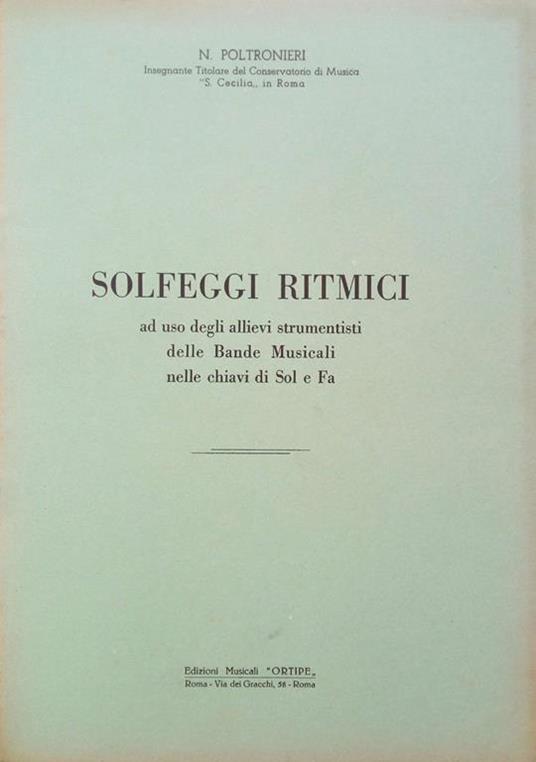 N. POLTRONIERI
Insegnante Titolare del Conservatorio di Musica
"S. Cecilia„ in Roma
SOLFEGGI RITMICI
ad uso degli allievi strumentisti
delle Bande Musicali
nelle chiavi di Sol e Fa
Edizioni Musicali "ORTIPE„
Roma - Via dei Gracchi, 58 - Roma